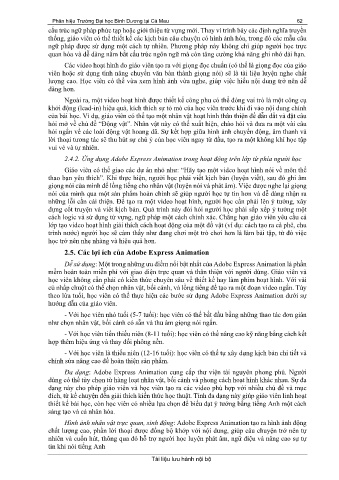 Phân hiệu Trường Đại học Bình Dương tại Cà Mau 62
cấu trúc ngữ pháp phức tạp hoặc giới thiệu từ vựng mới. Thay vì trình bày các định nghĩa truyền
thống, giáo viên có thể thiết kế các kịch bản câu chuyện có hình ảnh hóa, trong đó các mẫu câu
ngữ pháp được sử dụng một cách tự nhiên. Phương pháp này không chỉ giúp người học trực
quan hóa và dễ dàng nắm bắt cấu trúc ngôn ngữ mà còn tăng cường khả năng ghi nhớ dài hạn.
Các video hoạt hình do giáo viên tạo ra với giọng đọc chuẩn (có thể là giọng đọc của giáo
viên hoặc sử dụng tính năng chuyển văn bản thành giọng nói) sẽ là tài liệu luyện nghe chất
lượng cao. Học viên có thể vừa xem hình ảnh vừa nghe, giúp việc hiểu nội dung trở nên dễ
dàng hơn.
Ngoài ra, một video hoạt hình được thiết kế công phu có thể đóng vai trò là một công cụ
khởi động (lead-in) hiệu quả, kích thích sự tò mò của học viên trước khi đi vào nội dung chính
của bài học. Ví dụ, giáo viên có thể tạo một nhân vật hoạt hình thân thiện để dẫn dắt và đặt câu
hỏi mở về chủ đề “Động vật”. Nhân vật này có thể xuất hiện, chào hỏi và đưa ra một vài câu
hỏi ngắn về các loài động vật hoang dã. Sự kết hợp giữa hình ảnh chuyển động, âm thanh và
lời thoại tương tác sẽ thu hút sự chú ý của học viên ngay từ đầu, tạo ra một không khí học tập
vui vẻ và tự nhiên.
2.4.2. Ứng dụng Adobe Express Animation trong hoạt động trên lớp từ phía người học
Giáo viên có thể giao các dự án nhỏ như: “Hãy tạo một video hoạt hình nói về môn thể
thao bạn yêu thích”. Khi thực hiện, người học phải viết kịch bản (luyện viết), sau đó ghi âm
giọng nói của mình để lồng tiếng cho nhân vật (luyện nói và phát âm). Việc được nghe lại giọng
nói của mình qua một sản phẩm hoàn chỉnh sẽ giúp người học tự tin hơn và dễ dàng nhận ra
những lỗi cần cải thiện. Để tạo ra một video hoạt hình, người học cần phải lên ý tưởng, xây
dựng cốt truyện và viết kịch bản. Quá trình này đòi hỏi người học phải sắp xếp ý tưởng một
cách logic và sử dụng từ vựng, ngữ pháp một cách chính xác. Chẳng hạn giáo viên yêu cầu cả
lớp tạo video hoạt hình giải thích cách hoạt động của một đồ vật (ví dụ: cách tạo ra cà phê, chu
trình nước) người học sẽ cảm thấy như đang chơi một trò chơi hơn là làm bài tập, từ đó việc
học trở nên nhẹ nhàng và hiệu quả hơn.
2.5. Các lợi ích của Adobe Express Animation
Dễ sử dụng: Một trong những ưu điểm nổi bật nhất của Adobe Express Animation là phần
mềm hoàn toàn miễn phí với giao diện trực quan và thân thiện với người dùng. Giáo viên và
học viên không cần phải có kiến thức chuyên sâu về thiết kế hay làm phim hoạt hình. Với vài
cú nhấp chuột có thể chọn nhân vật, bối cảnh, và lồng tiếng để tạo ra một đoạn video ngắn. Tùy
theo lứa tuổi, học viên có thể thực hiện các bước sử dụng Adobe Express Animation dưới sự
hướng dẫn của giáo viên.
- Với học viên nhỏ tuổi (5-7 tuổi): học viên có thể bắt đầu bằng những thao tác đơn giản
như chọn nhân vật, bối cảnh có sẵn và thu âm giọng nói ngắn.
- Với học viên tiền thiếu niên (8-11 tuổi): học viên có thể nâng cao kỹ năng bằng cách kết
hợp thêm hiệu ứng và thay đổi phông nền.
- Với học viên là thiếu niên (12-16 tuổi): học viên có thể tự xây dựng kịch bản chi tiết và
chỉnh sửa nâng cao để hoàn thiện sản phẩm.
Đa dạng: Adobe Express Animation cung cấp thư viện tài nguyên phong phú. Người
dùng có thể tùy chọn từ hàng loạt nhân vật, bối cảnh và phong cách hoạt hình khác nhau. Sự đa
dạng này cho phép giáo viên và học viên tạo ra các video phù hợp với nhiều chủ đề và mục
đích, từ kể chuyện đến giải thích kiến thức học thuật. Tính đa dạng này giúp giáo viên linh hoạt
thiết kế bài học, còn học viên có nhiều lựa chọn để biểu đạt ý tưởng bằng tiếng Anh một cách
sáng tạo và cá nhân hóa.
Hình ảnh nhân vật trực quan, sinh động: Adobe Express Animation tạo ra hình ảnh động
chất lượng cao, phần lời thoại được đồng bộ khớp với nội dung, giúp câu chuyện trở nên tự
nhiên và cuốn hút, thông qua đó hỗ trợ người học luyện phát âm, ngữ điệu và nâng cao sự tự
tin khi nói tiếng Anh
Tài liệu lưu hành nội bộ